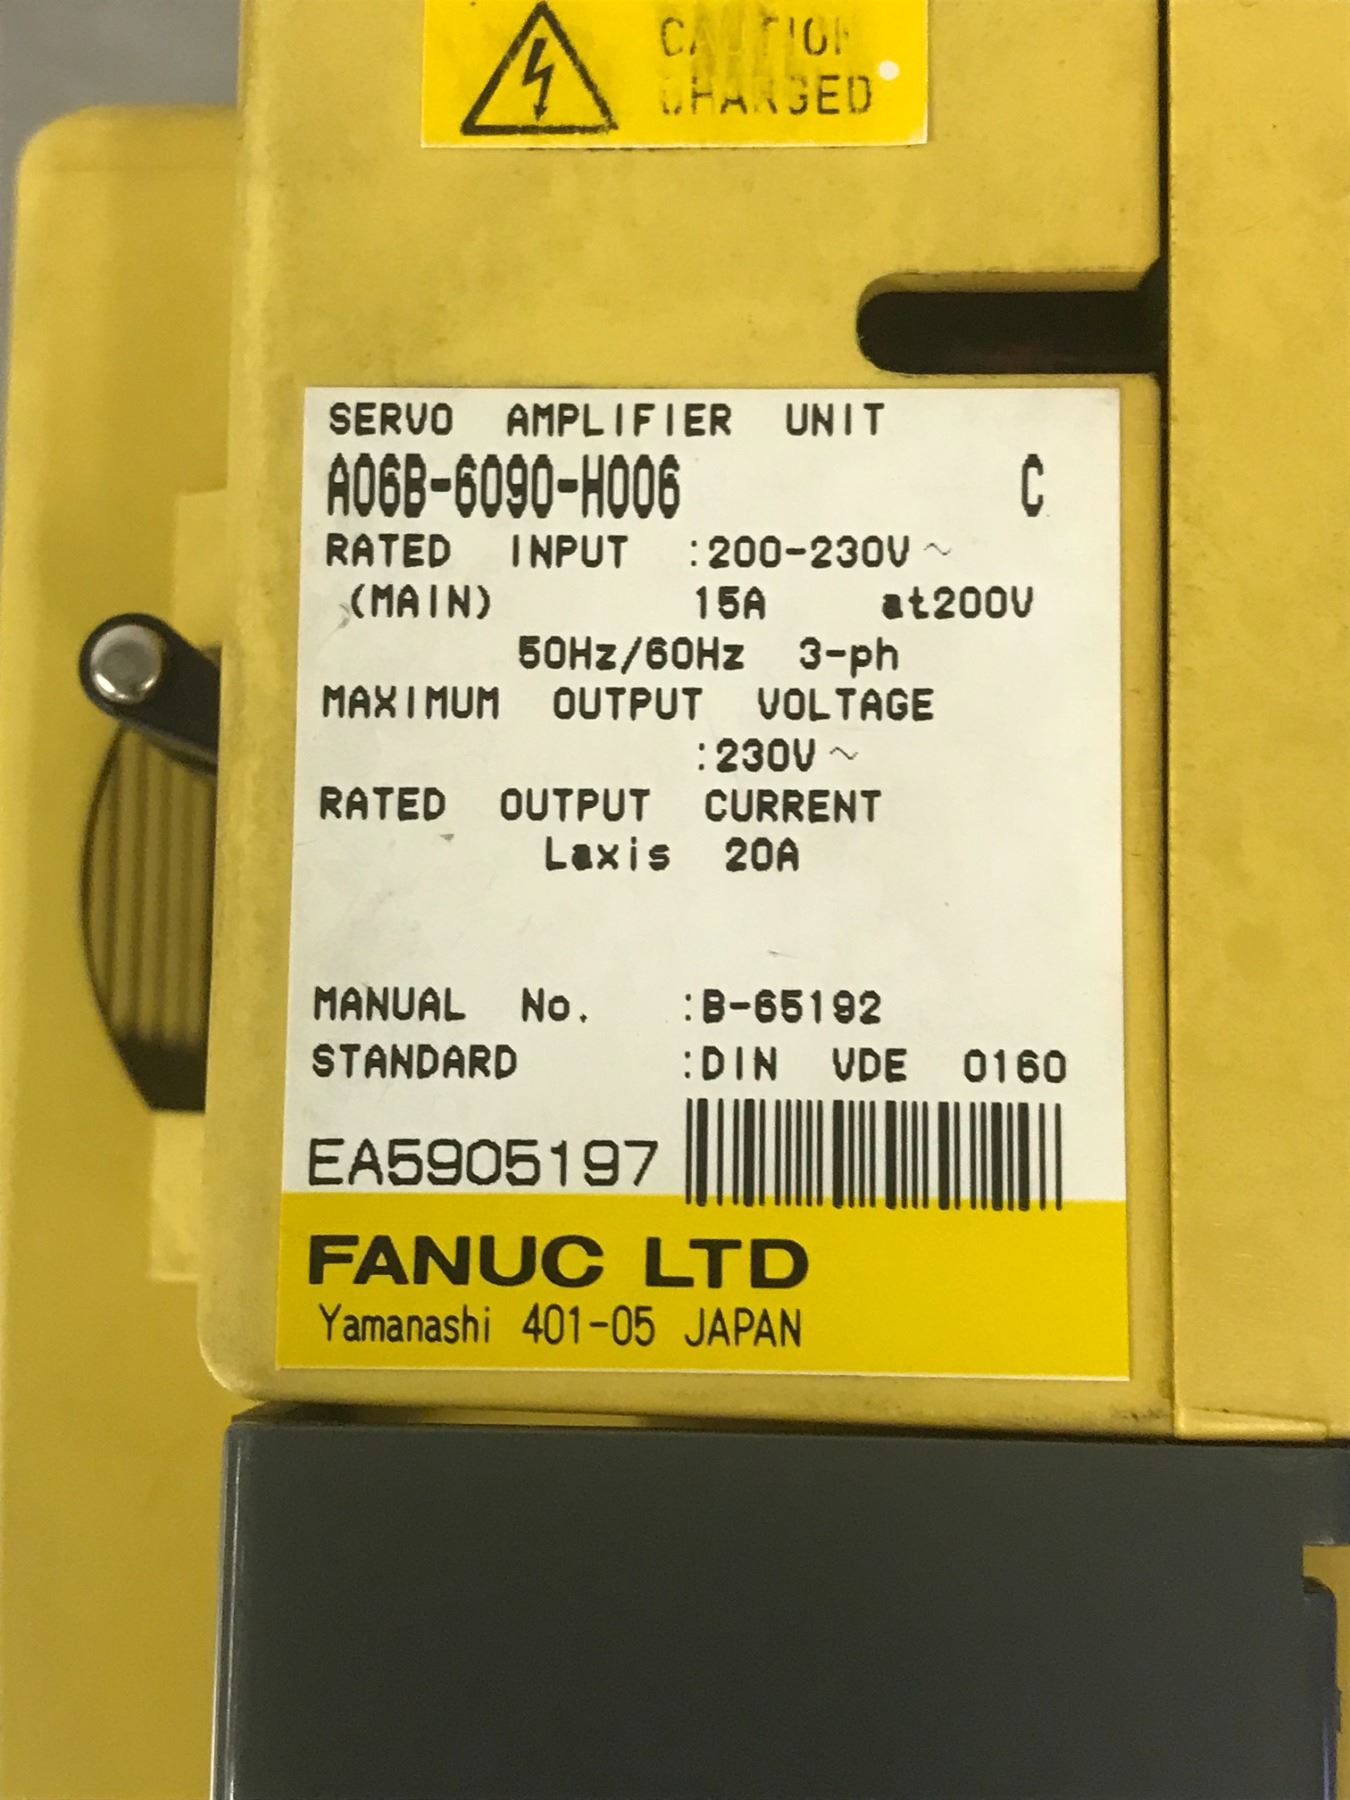 CAUTION
CHARGED
SERVO AMPLIFIER UNIT
A06B-6090-H006 C
RATED INPUT :200-230V~
(MAIN) 15A at200V
50Hz/60Hz 3-ph
MAXIMUM OUTPUT VOLTAGE
:230V~
RATED OUTPUT CURRENT
Laxis 20A
MANUAL No. :B-65192
STANDARD :DIN VDE 0160
EA5905197
FANUC LTD
Yamanashi 401-05 JAPAN